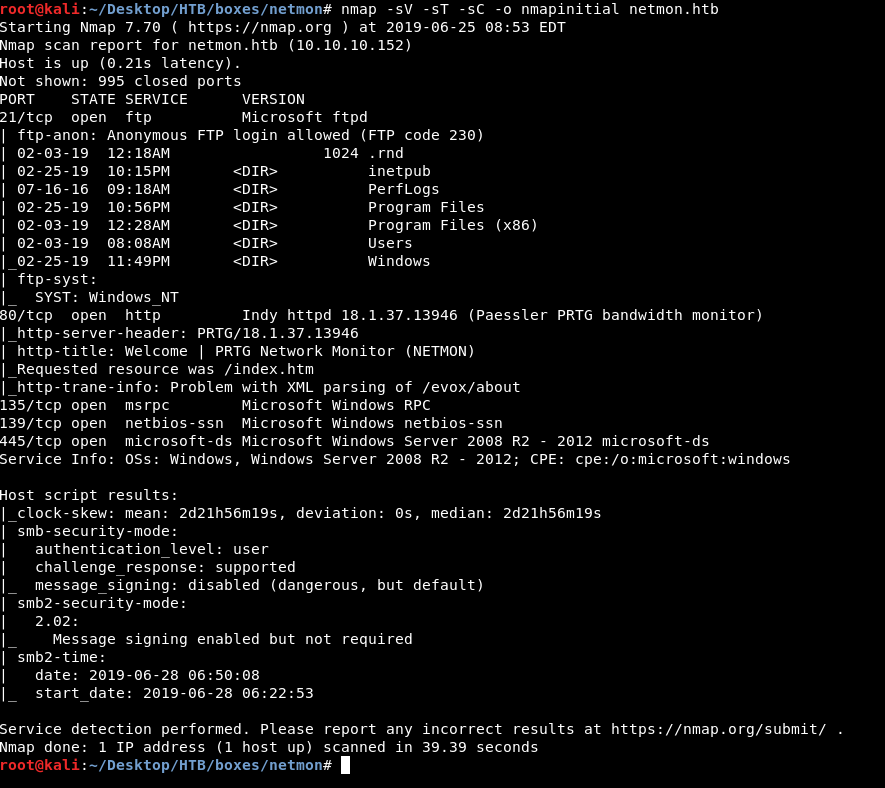 root@kali:~/Desktop/HTB/boxes/netmon# nmap -sV -sT -sC -o nmapinitial netmon.htb
Starting Nmap 7.70 ( https://nmap.org ) at 2019-06-25 08:53 EDT
Nmap scan report for netmon.htb (10.10.10.152)
Host is up (0.21s latency).
Not shown: 995 closed ports
PORT    STATE SERVICE      VERSION
21/tcp  open  ftp          Microsoft ftpd
| ftp-anon: Anonymous FTP login allowed (FTP code 230)
| 02-03-19  12:18AM                 1024 .rnd
| 02-25-19  10:15PM       <DIR>          inetpub
| 07-16-16  09:18AM       <DIR>          PerfLogs
| 02-25-19  10:56PM       <DIR>          Program Files
| 02-03-19  12:28AM       <DIR>          Program Files (x86)
| 02-03-19  08:08AM       <DIR>          Users
|_02-25-19  11:49PM       <DIR>          Windows
| ftp-syst:
|_  SYST: Windows_NT
80/tcp  open  http         Indy httpd 18.1.37.13946 (Paessler PRTG bandwidth monitor)
|_http-server-header: PRTG/18.1.37.13946
| http-title: Welcome | PRTG Network Monitor (NETMON)
|_Requested resource was /index.htm
|_http-trane-info: Problem with XML parsing of /evox/about
135/tcp open  msrpc        Microsoft Windows RPC
139/tcp open  netbios-ssn  Microsoft Windows netbios-ssn
445/tcp open  microsoft-ds Microsoft Windows Server 2008 R2 - 2012 microsoft-ds
Service Info: OSs: Windows, Windows Server 2008 R2 - 2012; CPE: cpe:/o:microsoft:windows

Host script results:
|_clock-skew: mean: 2d21h56m19s, deviation: 0s, median: 2d21h56m19s
| smb-security-mode:
|   authentication_level: user
|   challenge_response: supported
|_  message_signing: disabled (dangerous, but default)
| smb2-security-mode:
|   2.02:
|_    Message signing enabled but not required
| smb2-time:
|   date: 2019-06-28 06:50:08
|_  start_date: 2019-06-28 06:22:53

Service detection performed. Please report any incorrect results at https://nmap.org/submit/ .
Nmap done: 1 IP address (1 host up) scanned in 39.39 seconds
root@kali:~/Desktop/HTB/boxes/netmon#